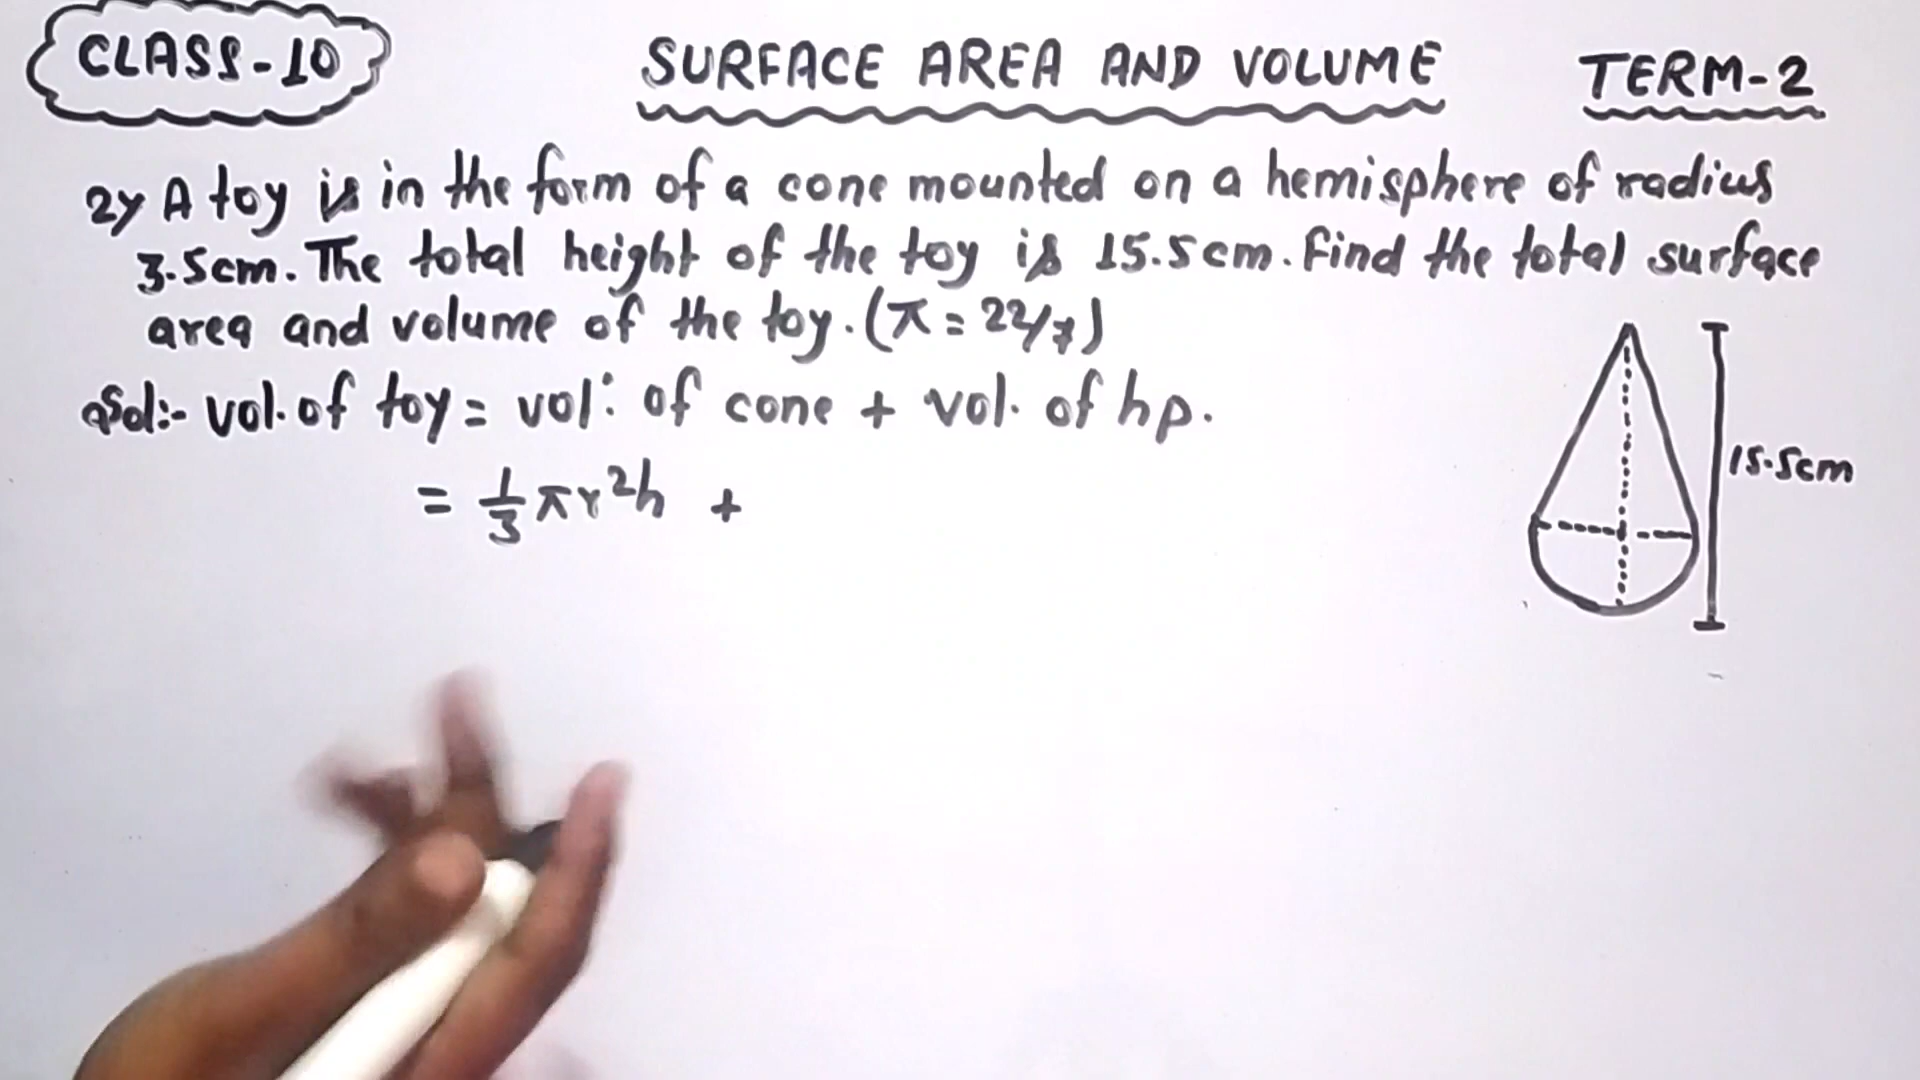 CLASS-10
SURFACE AREA AND VOLUME
TERM-2
2y A toy is in the form of a cone mounted on a hemisphere of radius
3.5cm. The total height of the toy is 15.5cm. Find the total surface
area and volume of the toy. (π = 22/7)
Sol:- vol. of toy = vol: of cone + vol. of hp.
= 1/3 πr²h +
15.5cm